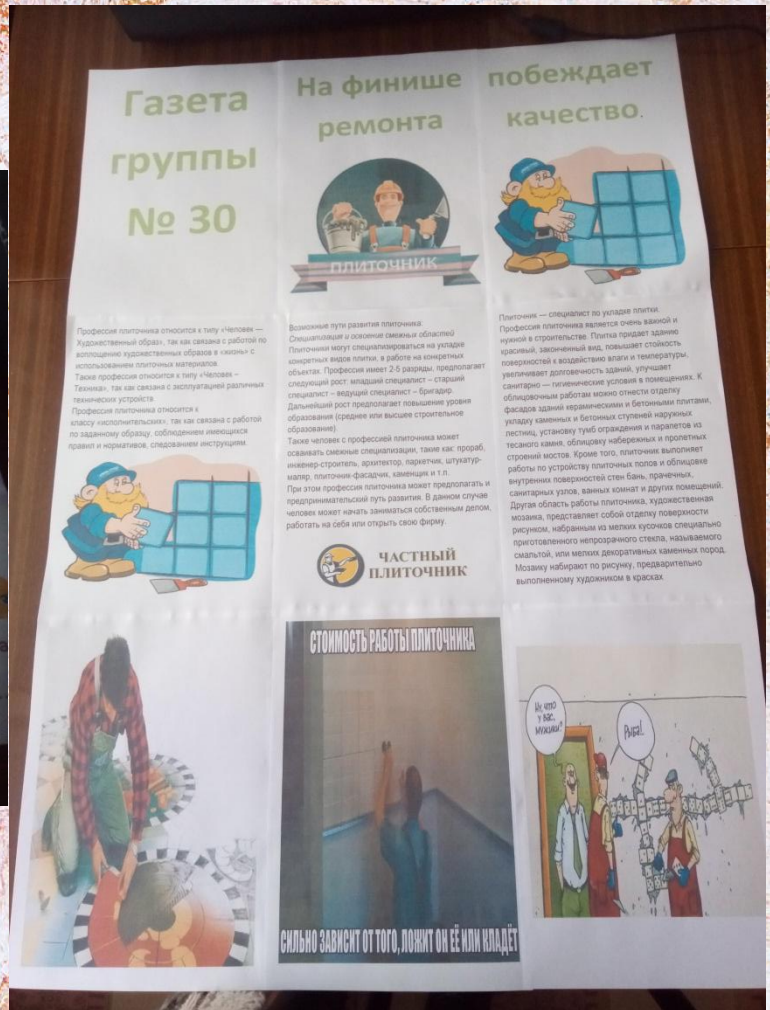 Газета
группы
№ 30
На финише
ремонта
побеждает
качество.
ПЛИТОЧНИК
Профессия плиточника относится к типу «Человек —
Художественный образ», так как связана с работой по
воплощению художественных образов в «жизнь» с
использованием плиточных материалов.
Также профессия относится к типу «Человек –
Техника», так как связана с эксплуатацией различных
технических устройств.
Профессия плиточника относится к
классу «исполнительских», так как связана с работой
по заданному образцу, соблюдением имеющихся
правил и нормативов, следованием инструкциям.
Возможные пути развития плиточника
Специализация и освоение смежных областей
Плиточники могут специализироваться на укладке
конкретных видов плитки, в работе на конкретных
объектах. Профессия имеет 2-5 разряды, предполагает
следующий рост: младший специалист – старший
специалист – ведущий специалист – бригадир.
Дальнейший рост предполагает повышение уровня
образования (среднее или высшее строительное
образование).
Также человек с профессией плиточника может
осваивать смежные специализации, такие как: прораб,
инженер-строитель, архитектор, паркетчик, штукатур-
маляр, плиточник-фасадчик, каменщик и т.п.
При этом профессия плиточника может предполагать и
предпринимательский путь развития. В данном случае
человек может начать заниматься собственным делом,
работать на себя или открыть свою фирму.
ЧАСТНЫЙ
ПЛИТОЧНИК
Плиточник — специалист по укладке плитки.
Профессия плиточника является очень важной и
нужной в строительстве. Плитка придает зданию
красивый, законченный вид, повышает стойкость
поверхностей к воздействию влаги и температуры,
увеличивает долговечность зданий, улучшает
санитарно — гигиенические условия в помещениях. К
облицовочным работам можно отнести отделку
фасадов зданий керамическими и бетонными плитами,
укладку каменных и бетонных ступеней наружных
лестниц, установку тумб ограждения и парапетов из
тесаного камня, облицовку набережных и пролетных
строений мостов. Кроме того, плиточник выполняет
работы по устройству плиточных полов и облицовке
внутренних поверхностей стен бань, прачечных,
санитарных узлов, ванных комнат и других помещений.
Другая область работы плиточника, художественная
мозаика, представляет собой отделку поверхности
рисунком, набранным из мелких кусочков специально
приготовленного непрозрачного стекла, называемого
смальтой, или мелких декоративных каменных пород.
Мозаику набирают по рисунку, предварительно
выполненному художником в красках
СТОИМОСТЬ РАБОТЫ ПЛИТОЧНИКА
СИЛЬНО ЗАВИСИТ ОТ ТОГО, ЛОЖИТ ОН ЕЁ ИЛИ КЛАДЁТ
Ну, что
у вас,
мужики?
Рыба!